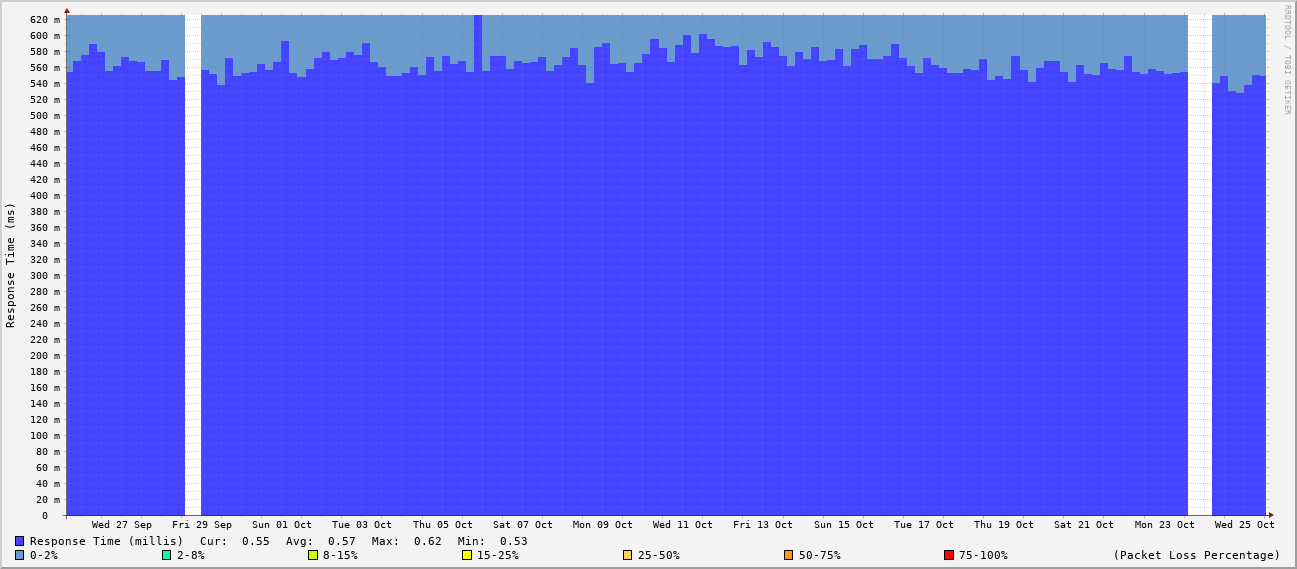 620 m
600 m
580 m
560 m
540 m
520 m
500 m
480 m
460 m
440 m
420 m
400 m
380 m
360 m
340 m
320 m
300 m
280 m
260 m
240 m
220 m
200 m
180 m
160 m
140 m
120 m
100 m
80 m
60 m
40 m
20 m
0
Response Time (ms)
RRDTOOL / TOBI OETIKER
Wed 27 Sep Fri 29 Sep Sun 01 Oct Tue 03 Oct Thu 05 Oct Sat 07 Oct Mon 09 Oct Wed 11 Oct Fri 13 Oct Sun 15 Oct Tue 17 Oct Thu 19 Oct Sat 21 Oct Mon 23 Oct Wed 25 Oct
Response Time (millis) Cur: 0.55 Avg: 0.57 Max: 0.62 Min: 0.53
0-2% 2-8% 8-15% 15-25% 25-50% 50-75% 75-100% (Packet Loss Percentage)